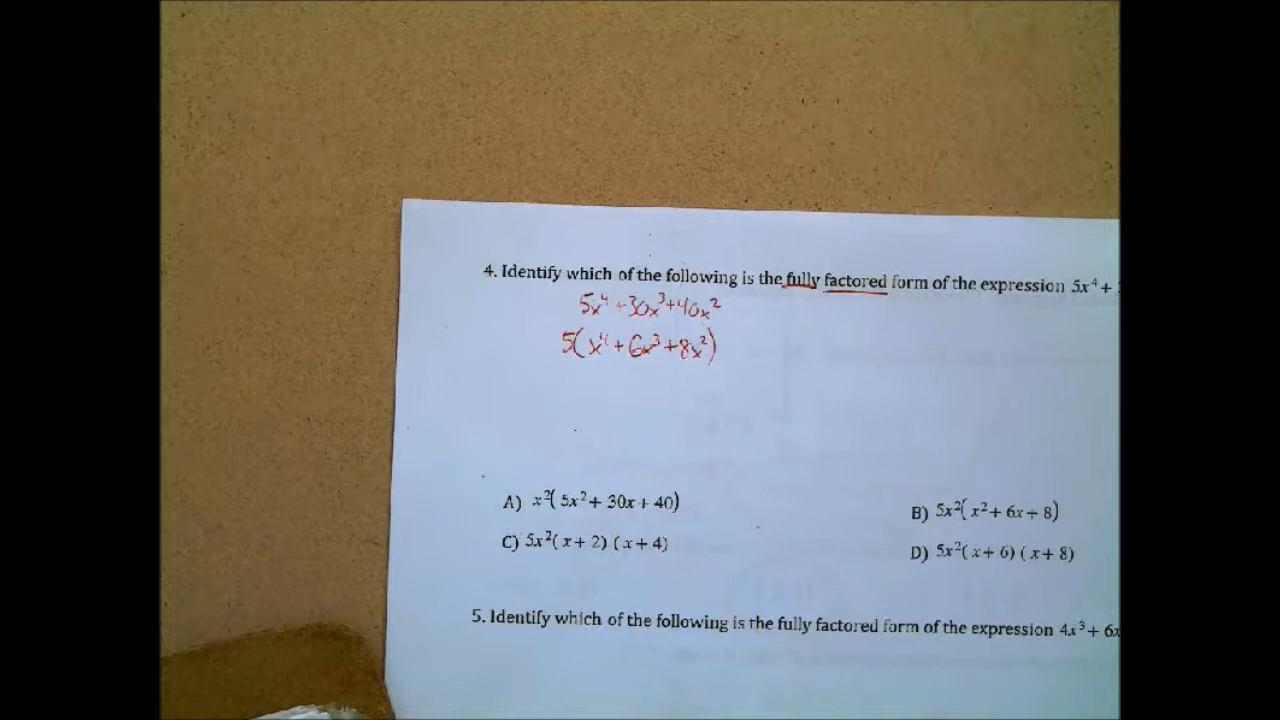 4. Identify which of the following is the fully factored form of the expression 5x⁴ +
5x⁴ + 30x³ + 40x²
5(x⁴ + 6x³ + 8x²)
A) x²( 5x² + 30x + 40)
B) 5x²( x² + 6x + 8)
C) 5x²( x + 2) ( x + 4)
D) 5x²( x + 6) ( x + 8)
5. Identify which of the following is the fully factored form of the expression 4x³ + 6x